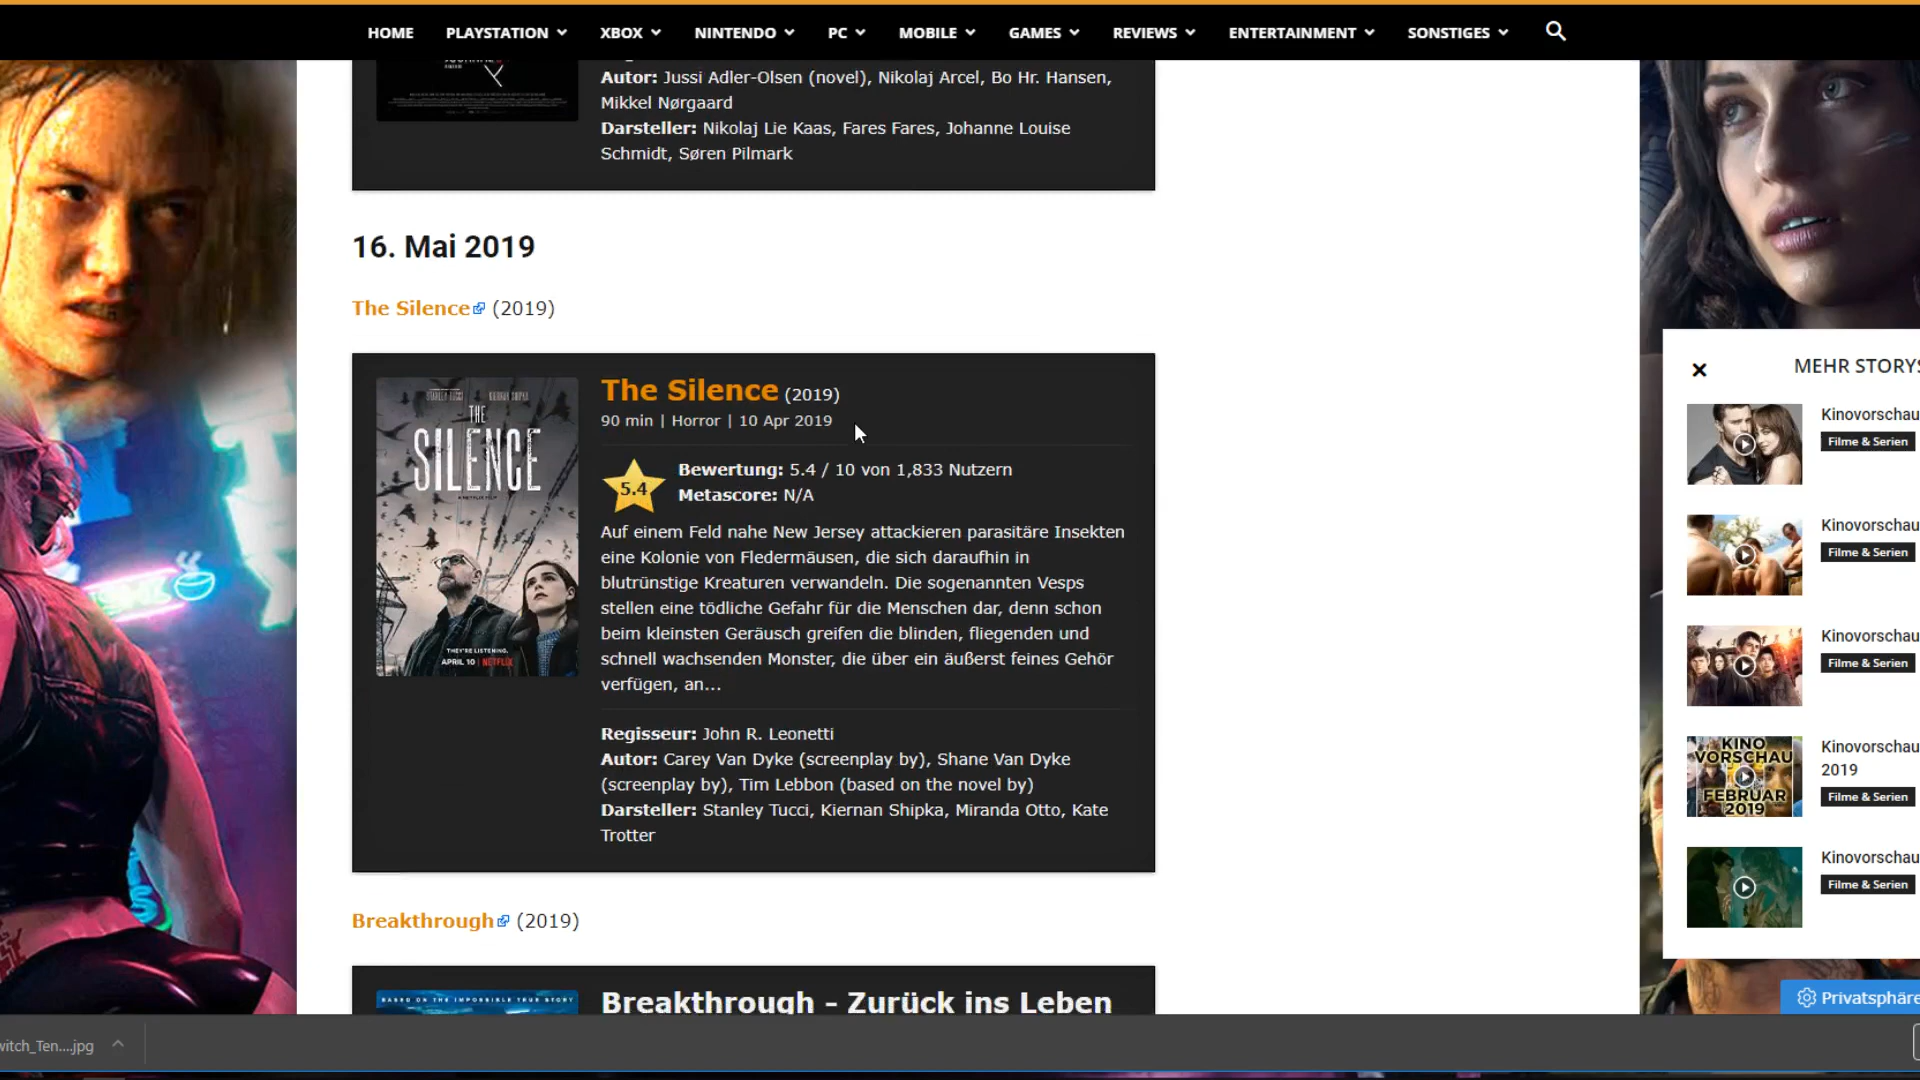 HOME PLAYSTATION XBOX NINTENDO PC MOBILE GAMES REVIEWS ENTERTAINMENT SONSTIGES
Autor: Jussi Adler-Olsen (novel), Nikolaj Arcel, Bo Hr. Hansen,
Mikkel Nørgaard
Darsteller: Nikolaj Lie Kaas, Fares Fares, Johanne Louise
Schmidt, Søren Pilmark
16. Mai 2019
The Silence (2019)
THE
SILENCE
A NETFLIX FILM
THEY'RE LISTENING.
APRIL 10 | NETFLIX
The Silence (2019)
90 min | Horror | 10 Apr 2019
5.4
Bewertung: 5.4 / 10 von 1,833 Nutzern
Metascore: N/A
Auf einem Feld nahe New Jersey attackieren parasitäre Insekten
eine Kolonie von Fledermäusen, die sich daraufhin in
blutrünstige Kreaturen verwandeln. Die sogenannten Vesps
stellen eine tödliche Gefahr für die Menschen dar, denn schon
beim kleinsten Geräusch greifen die blinden, fliegenden und
schnell wachsenden Monster, die über ein äußerst feines Gehör
verfügen, an...
Regisseur: John R. Leonetti
Autor: Carey Van Dyke (screenplay by), Shane Van Dyke
(screenplay by), Tim Lebbon (based on the novel by)
Darsteller: Stanley Tucci, Kiernan Shipka, Miranda Otto, Kate
Trotter
Breakthrough (2019)
BASED ON THE IMPOSSIBLE TRUE STORY
Breakthrough - Zurück ins Leben
MEHR STORYS
Kinovorschau
Filme & Serien
Kinovorschau
Filme & Serien
Kinovorschau
Filme & Serien
KINO
VORSCHAU
FEBRUAR
2019
Kinovorschau
2019
Filme & Serien
Kinovorschau
Filme & Serien
Privatsphäre
witch_Ten....jpg